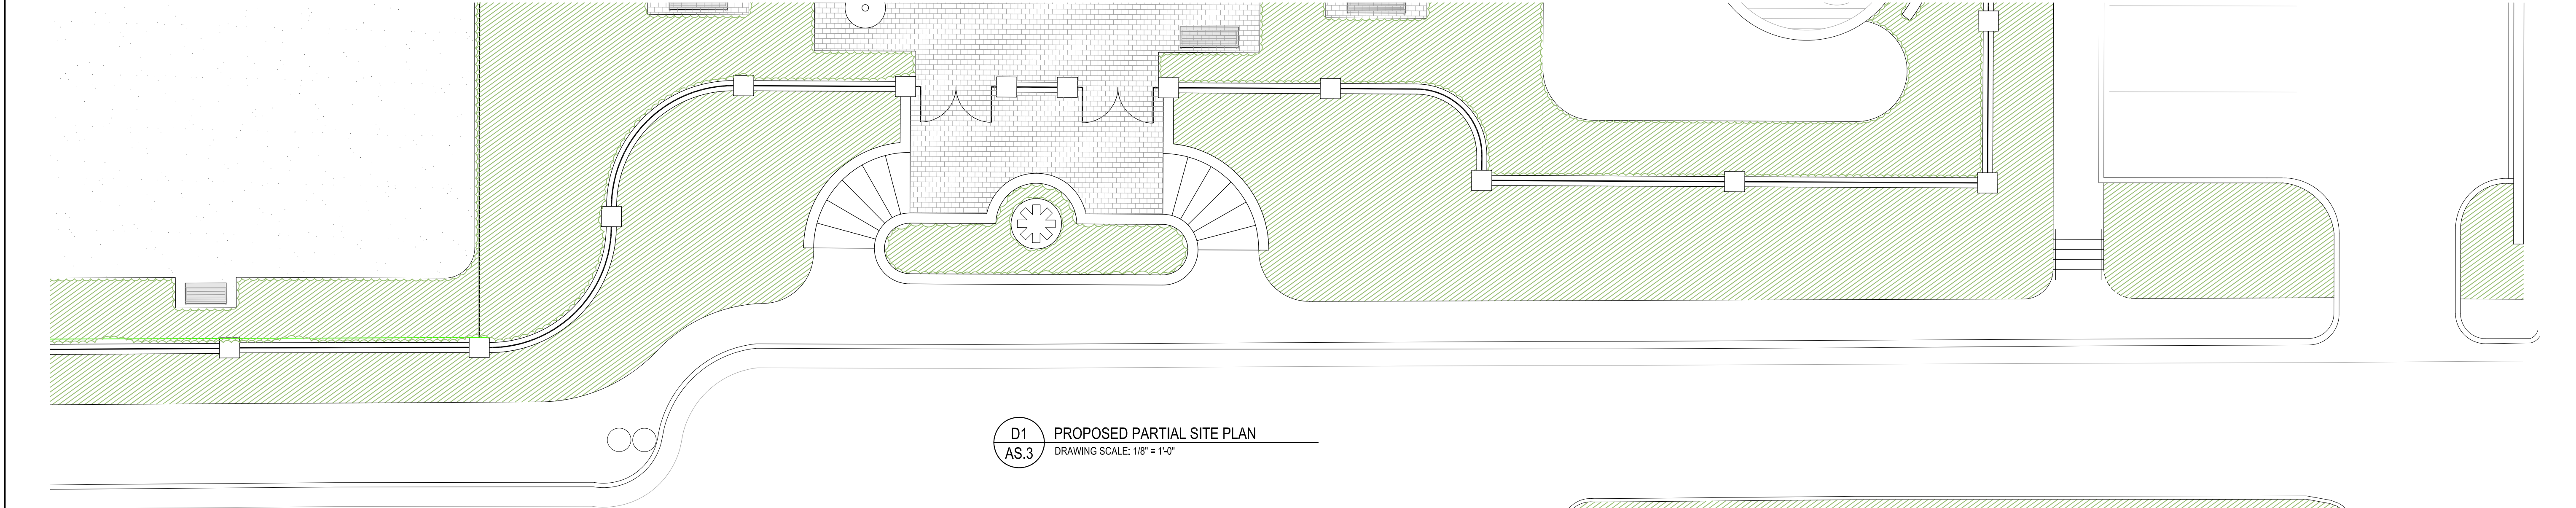 D1
AS.3
PROPOSED PARTIAL SITE PLAN
DRAWING SCALE: 1/8" = 1'-0"